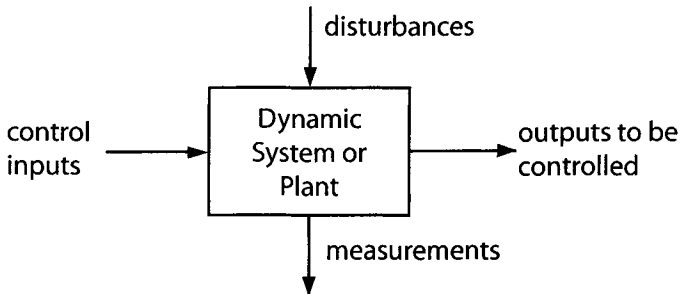 disturbances
control
inputs
Dynamic
System or
Plant
outputs to be
controlled
measurements